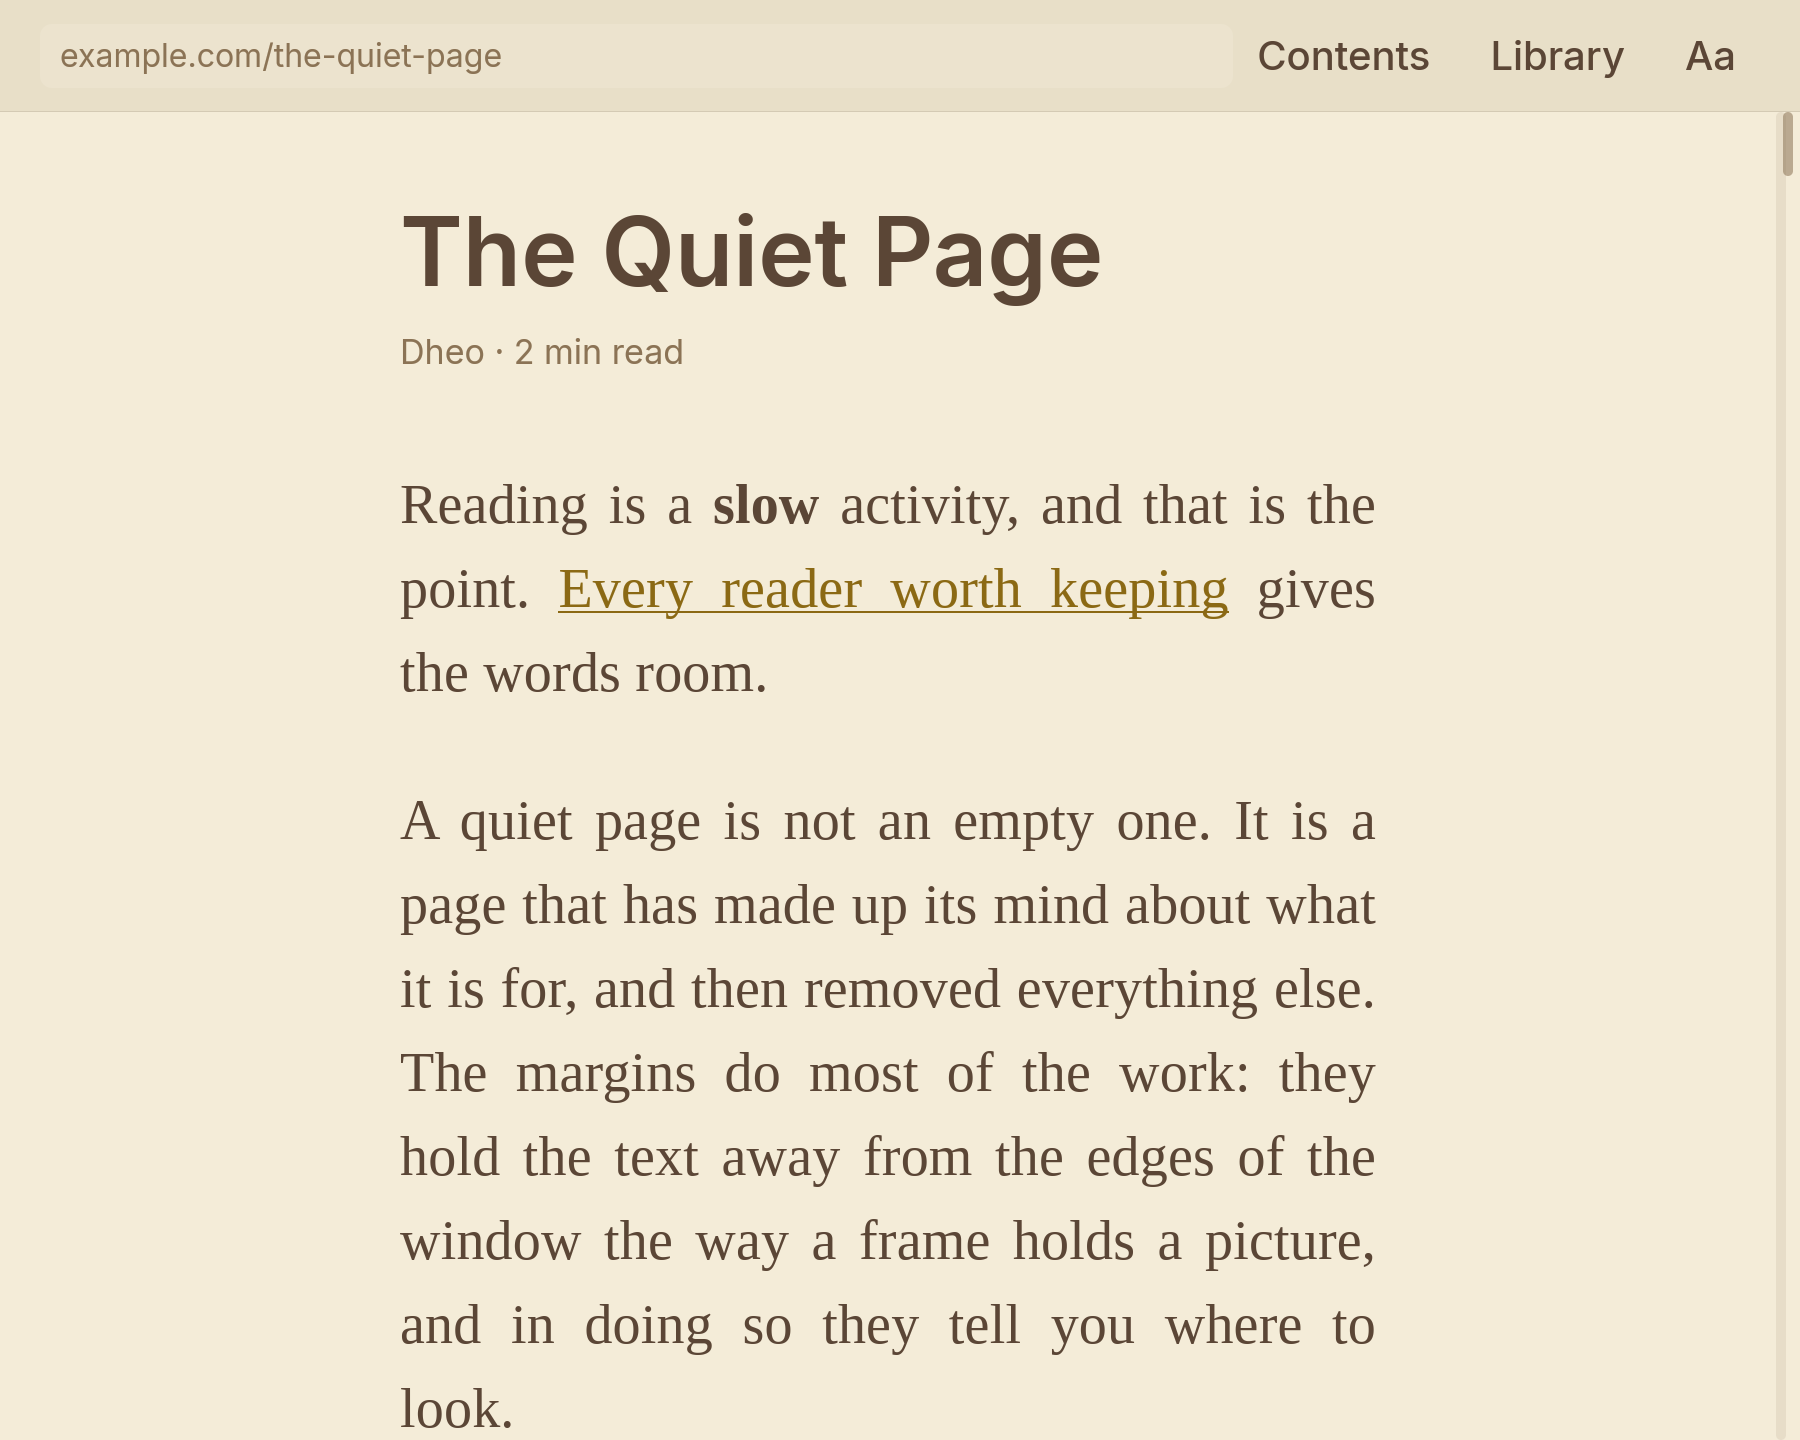 example.com/the-quiet-page
Contents
Library
Aa
The Quiet Page
Dheo · 2 min read
Reading is a slow activity, and that is the
point. Every reader worth keeping gives
the words room.
A quiet page is not an empty one. It is a
page that has made up its mind about what
it is for, and then removed everything else.
The margins do most of the work: they
hold the text away from the edges of the
window the way a frame holds a picture,
and in doing so they tell you where to
look.